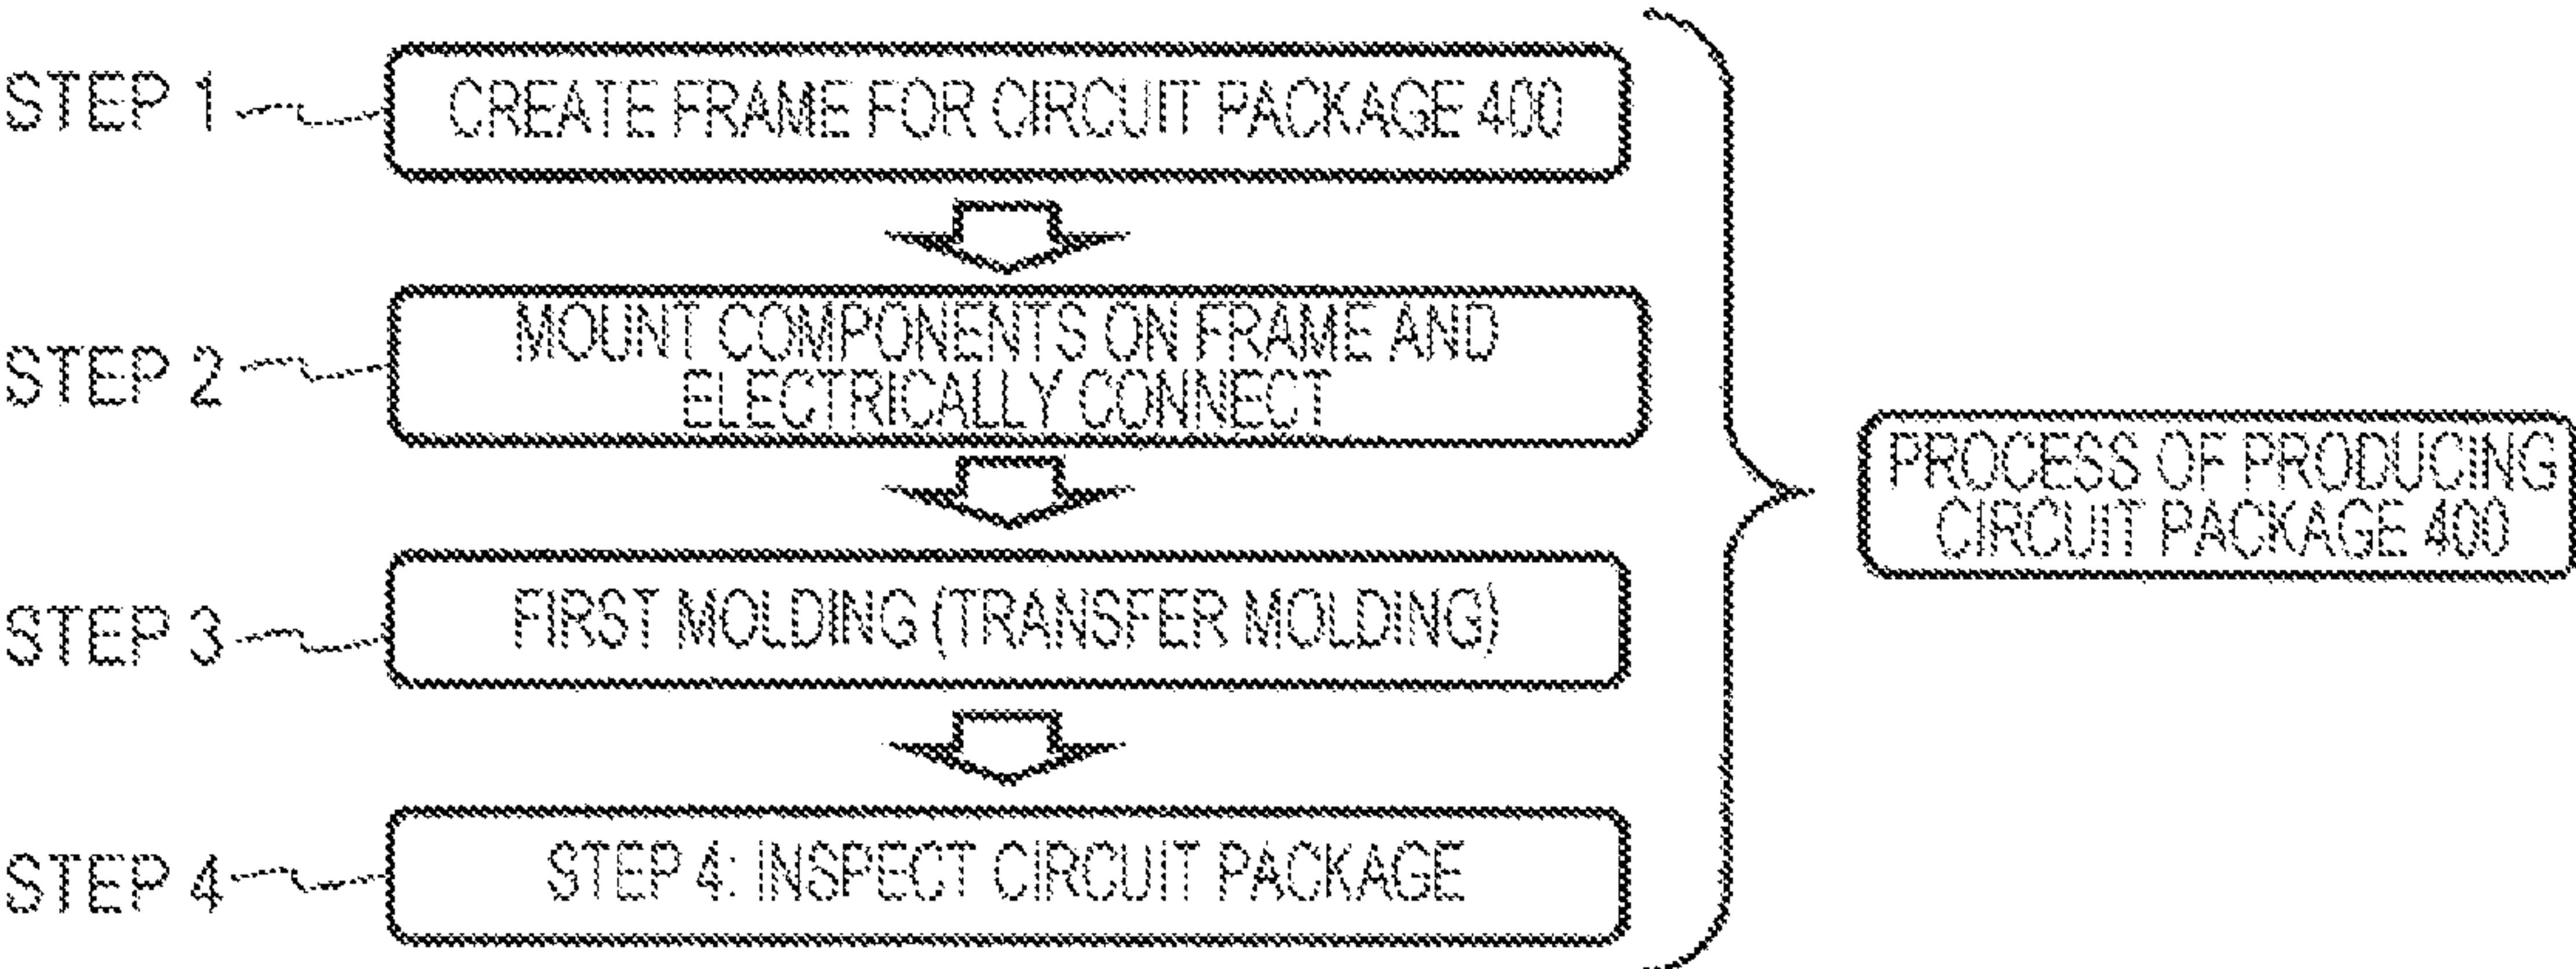 STEP 1
CREATE FRAME FOR CIRCUIT PACKAGE 400
STEP 2
MOUNT COMPONENTS ON FRAME AND
ELECTRICALLY CONNECT
STEP 3
FIRST MOLDING (TRANSFER MOLDING)
STEP 4
STEP 4: INSPECT CIRCUIT PACKAGE
PROCESS OF PRODUCING
CIRCUIT PACKAGE 400